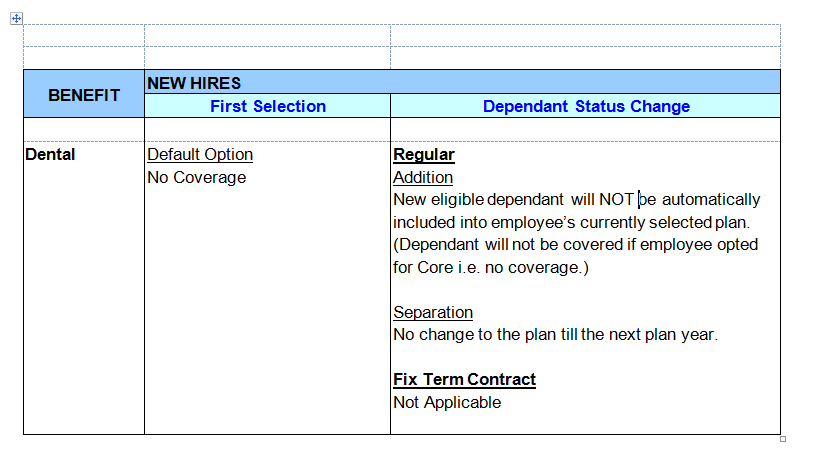 BENEFIT
NEW HIRES
First Selection
Dependant Status Change
Dental
Default Option
No Coverage
Regular
Addition
New eligible dependant will NOT be automatically
included into employee’s currently selected plan.
(Dependant will not be covered if employee opted
for Core i.e. no coverage.)
Separation
No change to the plan till the next plan year.
Fix Term Contract
Not Applicable